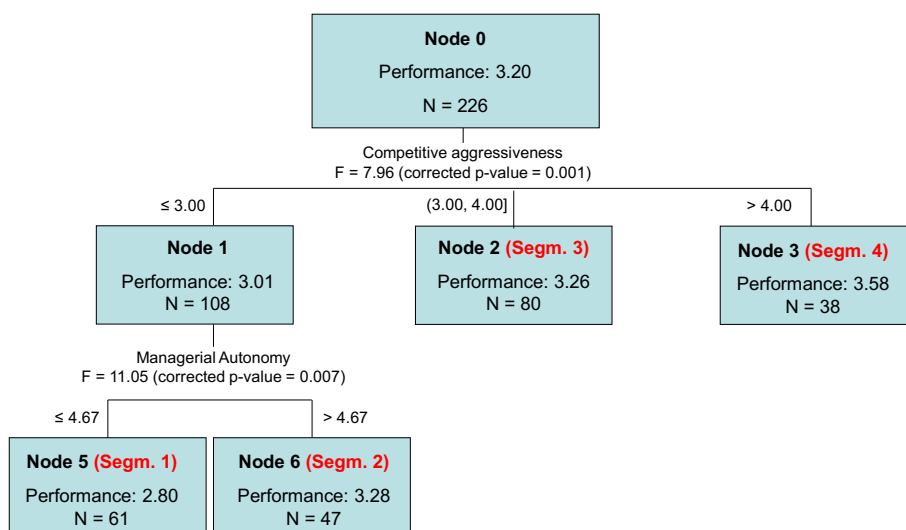 Node 0
Performance: 3.20
N = 226
Competitive aggressiveness
F = 7.96 (corrected p-value = 0.001)
≤ 3.00
(3.00, 4.00]
> 4.00
Node 1
Performance: 3.01
N = 108
Node 2 (Segm. 3)
Performance: 3.26
N = 80
Node 3 (Segm. 4)
Performance: 3.58
N = 38
Managerial Autonomy
F = 11.05 (corrected p-value = 0.007)
≤ 4.67
> 4.67
Node 5 (Segm. 1)
Performance: 2.80
N = 61
Node 6 (Segm. 2)
Performance: 3.28
N = 47